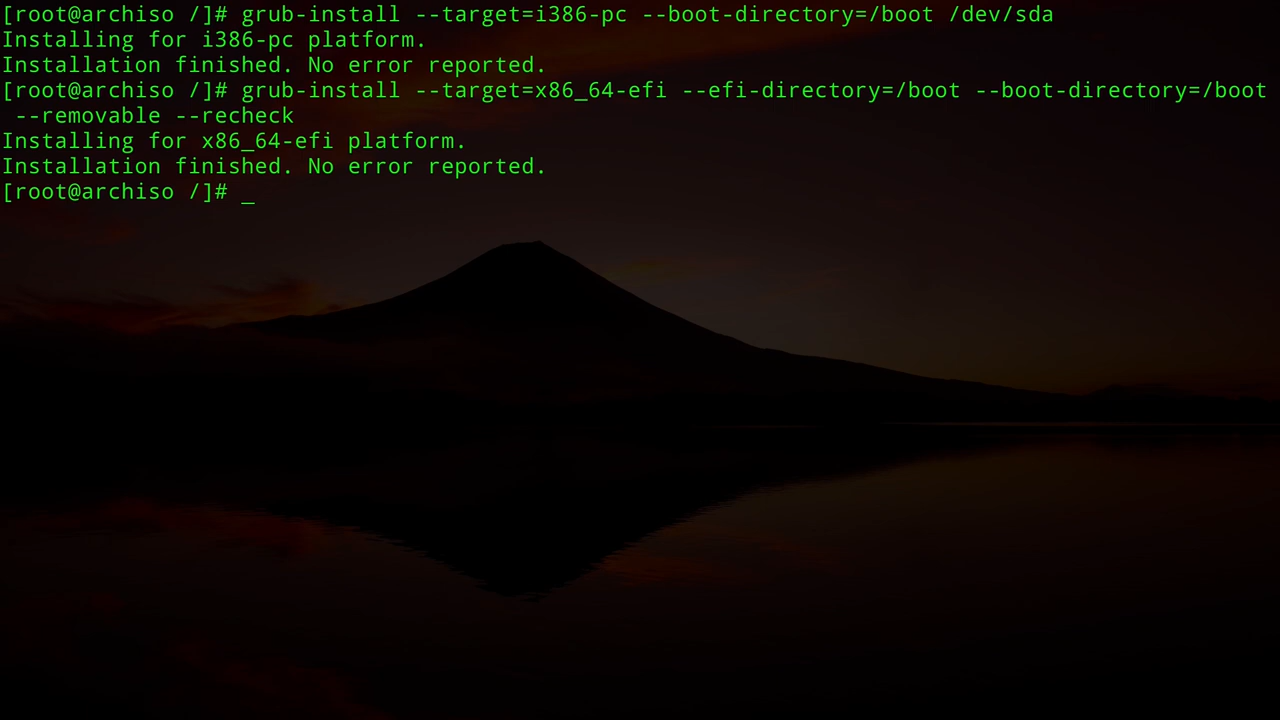 [root@archiso /]# grub-install --target=i386-pc --boot-directory=/boot /dev/sda
Installing for i386-pc platform.
Installation finished. No error reported.
[root@archiso /]# grub-install --target=x86_64-efi --efi-directory=/boot --boot-directory=/boot
--removable --recheck
Installing for x86_64-efi platform.
Installation finished. No error reported.
[root@archiso /]# _